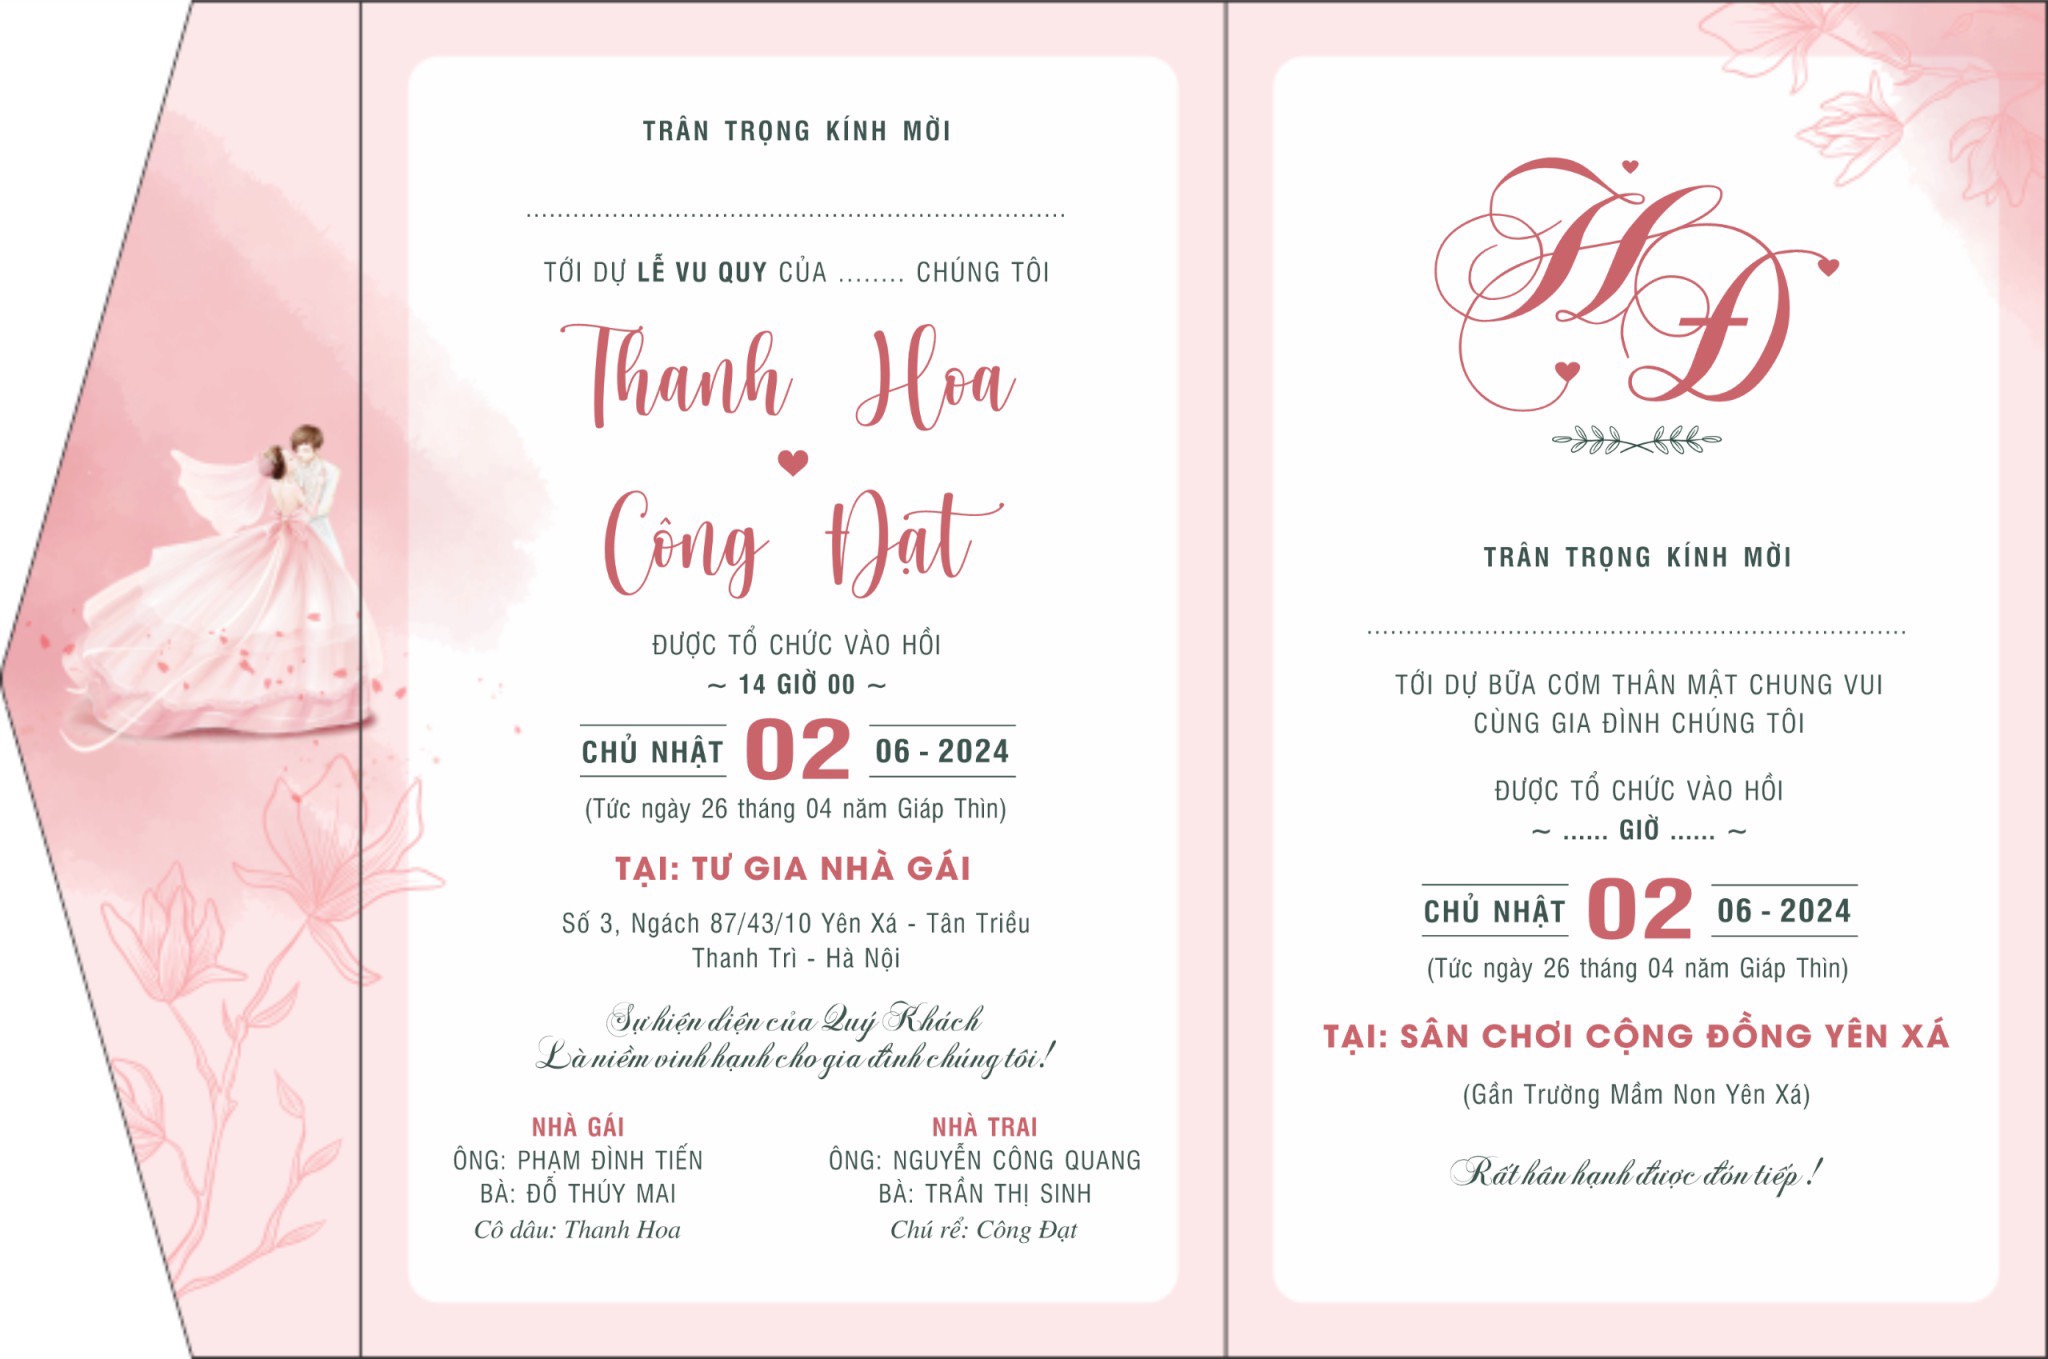 TRÂN TRỌNG KÍNH MỜI
................................................................
TỚI DỰ LỄ VU QUY CỦA ........ CHÚNG TÔI
Thanh Hoa
Công Đạt
ĐƯỢC TỔ CHỨC VÀO HỒI
~ 14 GIỜ 00 ~
CHỦ NHẬT 02 06 - 2024
(Tức ngày 26 tháng 04 năm Giáp Thìn)
TẠI: TƯ GIA NHÀ GÁI
Số 3, Ngách 87/43/10 Yên Xá - Tân Triều
Thanh Trì - Hà Nội
Sự hiện diện của Quý Khách
Là niềm vinh hạnh cho gia đình chúng tôi!
NHÀ GÁI
ÔNG: PHẠM ĐÌNH TIẾN
BÀ: ĐỖ THÚY MAI
Cô dâu: Thanh Hoa
NHÀ TRAI
ÔNG: NGUYỄN CÔNG QUANG
BÀ: TRẦN THỊ SINH
Chú rể: Công Đạt
HĐ
TRÂN TRỌNG KÍNH MỜI
................................................................
TỚI DỰ BỮA CƠM THÂN MẬT CHUNG VUI
CÙNG GIA ĐÌNH CHÚNG TÔI
ĐƯỢC TỔ CHỨC VÀO HỒI
~ ...... GIỜ ...... ~
CHỦ NHẬT 02 06 - 2024
(Tức ngày 26 tháng 04 năm Giáp Thìn)
TẠI: SÂN CHƠI CỘNG ĐỒNG YÊN XÁ
(Gần Trường Mầm Non Yên Xá)
Rất hân hạnh được đón tiếp !